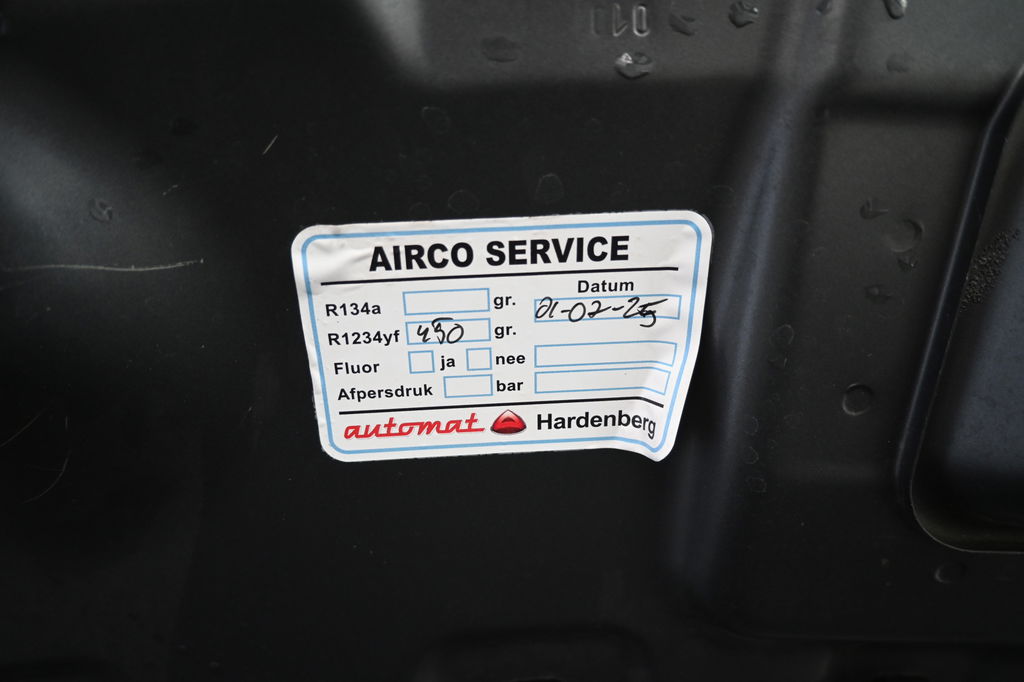 AIRCO SERVICE
Datum
R134a gr.
R1234yf 450 gr. 01-02-25
Fluor ja nee
Afpersdruk bar
automat Hardenberg